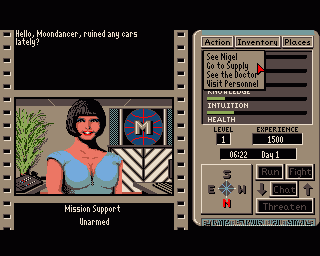 Hello, Moondancer, ruined any cars
lately?
Action Inventory Places
See Nigel
Go to Supply
See the Doctor
Visit Personnel
KNOWLEDGE
INTUITION
HEALTH
LEVEL EXPERIENCE
1 1500
06:22 Day 1
M
Mission Support
Unarmed
S
E W
N
Run Fight
Chat
Threaten